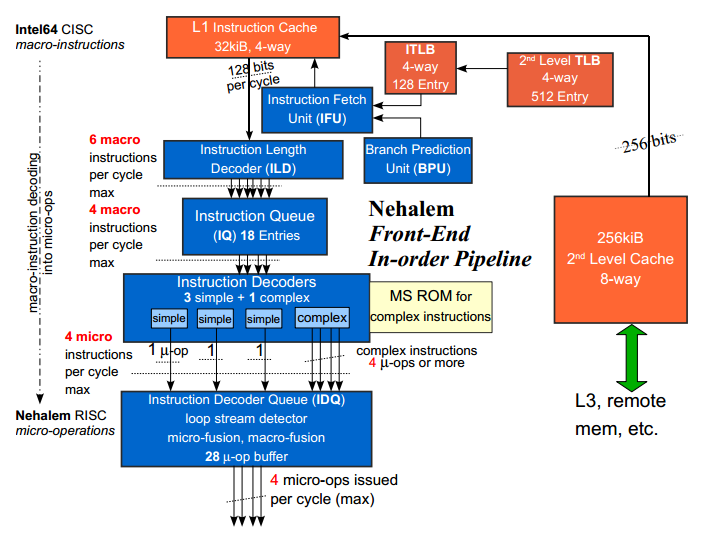 Intel64 CISC
macro-instructions
L1 Instruction Cache
32kiB, 4-way
ITLB
4-way
128 Entry
2nd Level TLB
4-way
512 Entry
128 bits
per cycle
Instruction Fetch
Unit (IFU)
6 macro
instructions
per cycle
max
Instruction Length
Decoder (ILD)
Branch Prediction
Unit (BPU)
256 bits
4 macro
instructions
per cycle
max
Instruction Queue
(IQ) 18 Entries
Nehalem
Front-End
In-order Pipeline
256kiB
2nd Level Cache
8-way
macro-instruction decoding
into micro-ops
Instruction Decoders
3 simple + 1 complex
simple
simple
simple
complex
MS ROM for
complex instructions
4 micro
instructions
per cycle
max
1 μ-op
1
1
complex instructions
4 μ-ops or more
L3, remote
mem, etc.
Nehalem RISC
micro-operations
Instruction Decoder Queue (IDQ)
loop stream detector
micro-fusion, macro-fusion
28 μ-op buffer
4 micro-ops issued
per cycle (max)